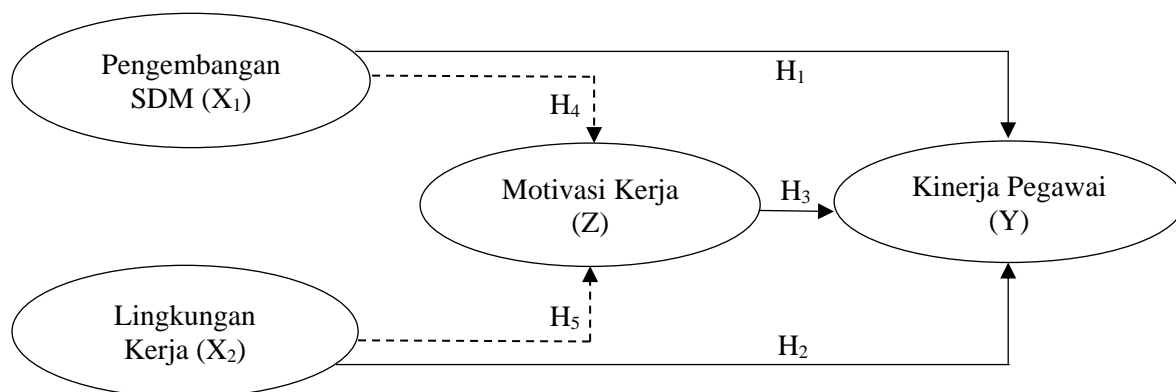 Pengembangan
SDM (X₁)
H₁
H₄
Motivasi Kerja
(Z)
H₃
Kinerja Pegawai
(Y)
Lingkungan
Kerja (X₂)
H₅
H₂